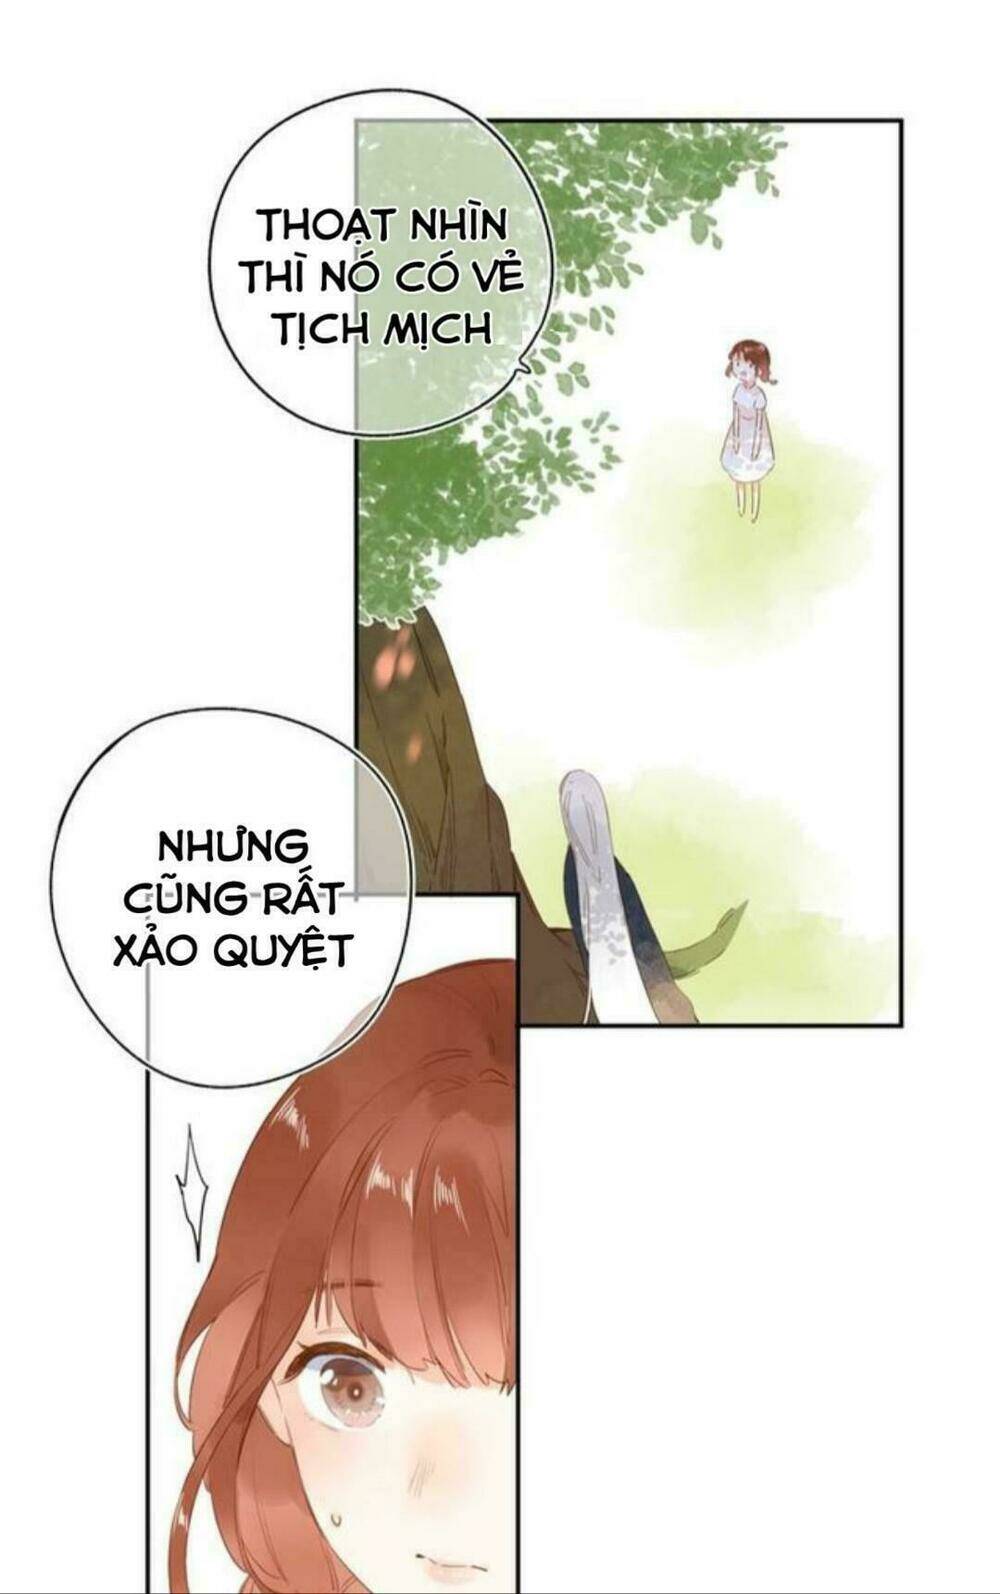 THOẠT NHÌN
THÌ NÓ CÓ VẺ
TỊCH MỊCH
NHƯNG
CŨNG RẤT
XẢO QUYỆT